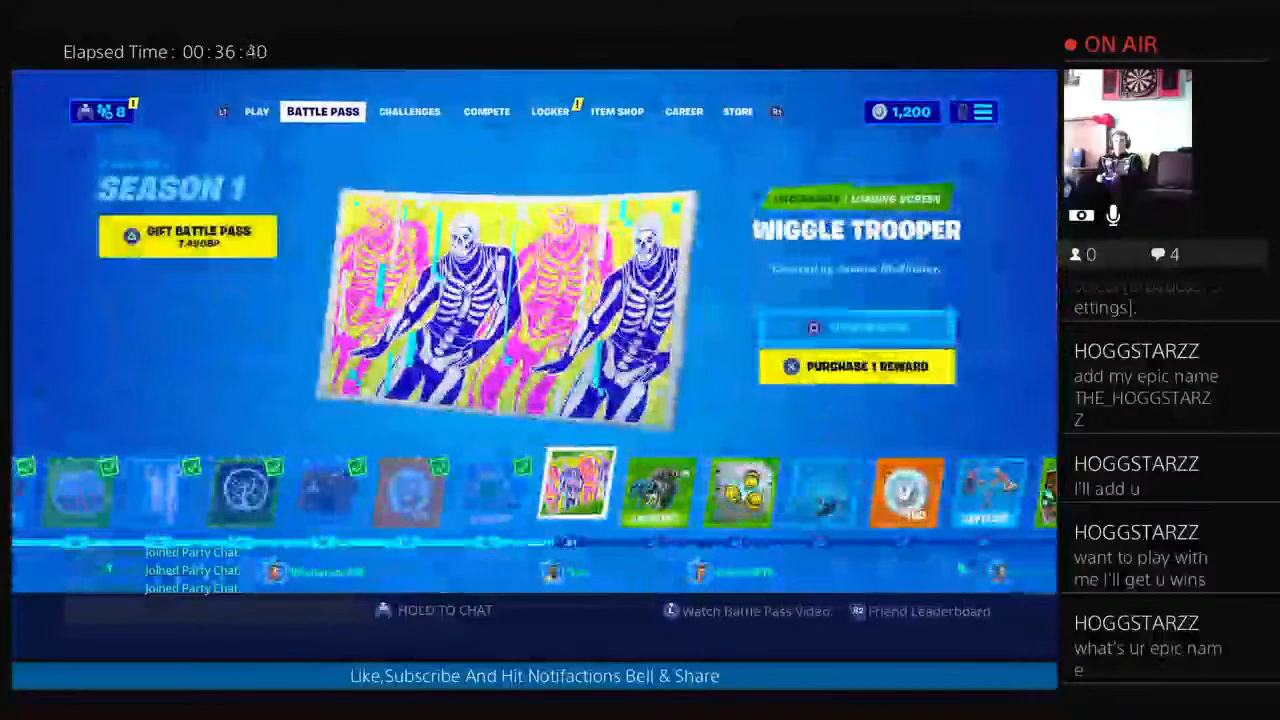 Elapsed Time: 00:36:40
ON AIR
8
PLAY
BATTLE PASS
CHALLENGES
COMPETE
LOCKER
ITEM SHOP
CAREER
STORE
1,200
SEASON 1
GIFT BATTLE PASS
LOADING SCREEN
WIGGLE TROOPER
PURCHASE 1 REWARD
0
4
ettings].
HOGGSTARZZ
add my epic name
THE_HOGGSTARZ
Z
HOGGSTARZZ
I'll add u
HOGGSTARZZ
want to play with
me I'll get u wins
HOGGSTARZZ
what's ur epic nam
e
Joined Party Chat.
Joined Party Chat.
Joined Party Chat.
HOLD TO CHAT
Watch Battle Pass Video
R2 Friend Leaderboard
Like,Subscribe And Hit Notifactions Bell & Share